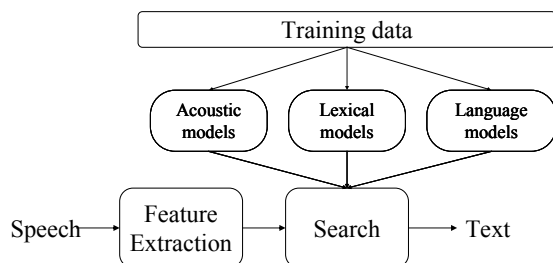 Training data
Acoustic
models
Lexical
models
Language
models
Speech
Feature
Extraction
Search
Text